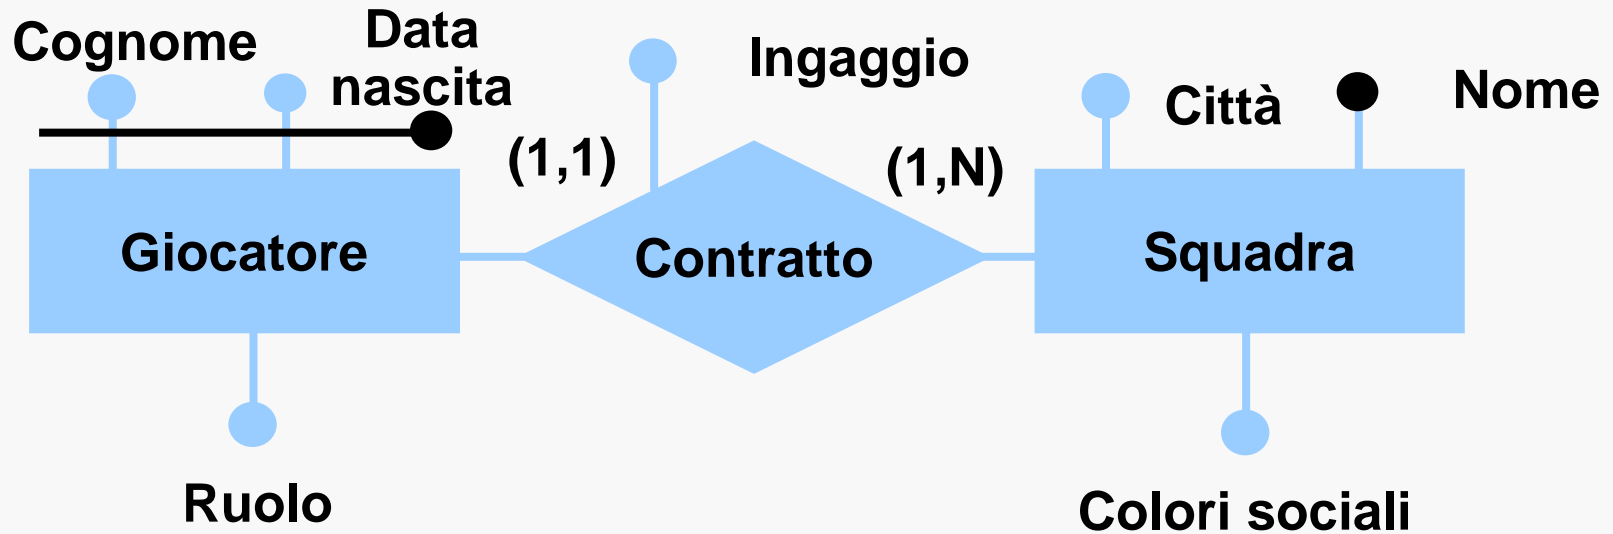 Cognome
Data
nascita
Ingaggio
Città
Nome
(1,1)
(1,N)
Giocatore
Contratto
Squadra
Ruolo
Colori sociali